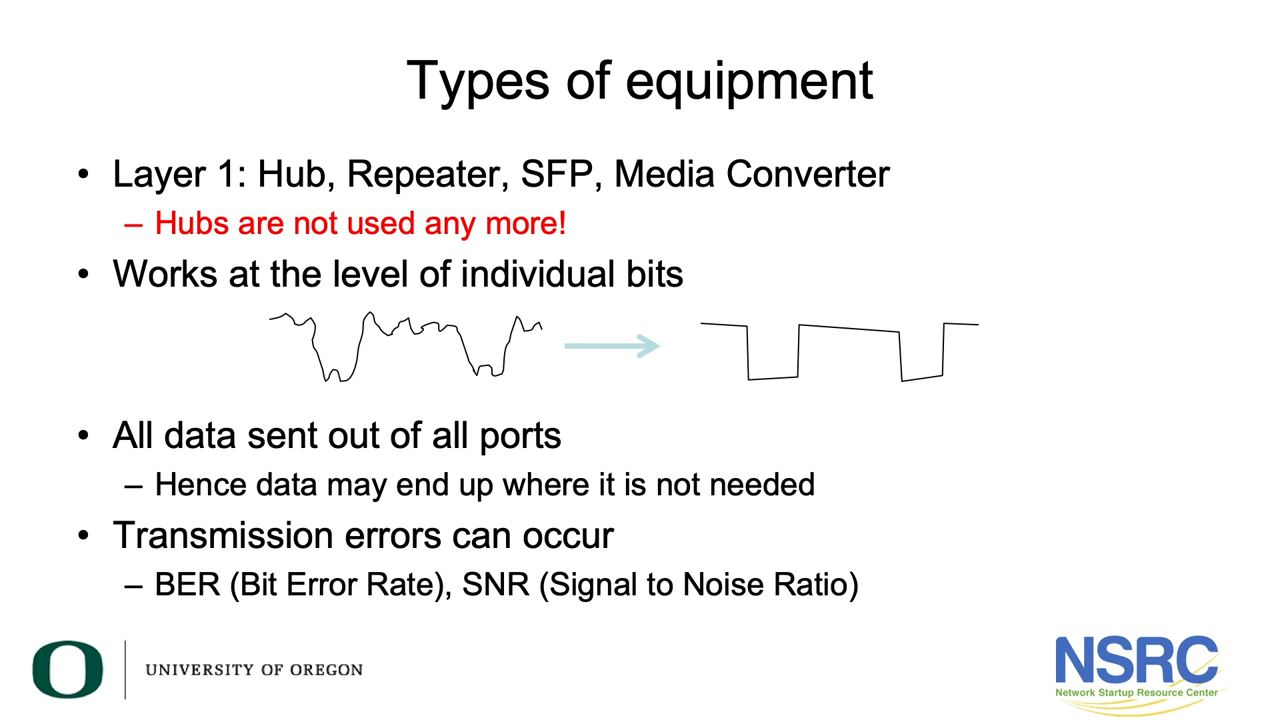 Types of equipment
• Layer 1: Hub, Repeater, SFP, Media Converter
– Hubs are not used any more!
• Works at the level of individual bits
• All data sent out of all ports
– Hence data may end up where it is not needed
• Transmission errors can occur
– BER (Bit Error Rate), SNR (Signal to Noise Ratio)
O UNIVERSITY OF OREGON
NSRC
Network Startup Resource Center